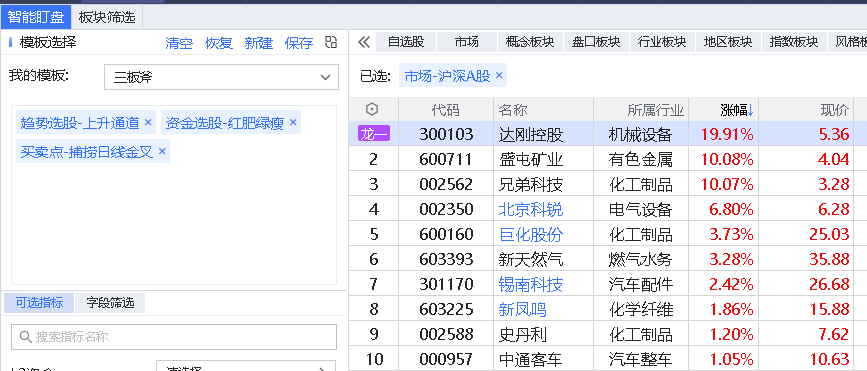 智能盯盘 板块筛选
模板选择 清空 恢复 新建 保存
我的模板: 三板斧
趋势选股-上升通道 × 资金选股-红肥绿瘦 ×
买卖点-捕捞日线金叉 ×
可选指标 字段筛选
搜索指标名称
自选股 市场 概念板块 盘口板块 行业板块 地区板块 指数板块 风格板
已选: 市场-沪深A股 ×
代码 名称 所属行业 涨幅↓ 现价
龙一 300103 达刚控股 机械设备 19.91% 5.36
2 600711 盛屯矿业 有色金属 10.08% 4.04
3 002562 兄弟科技 化工制品 10.07% 3.28
4 002350 北京科锐 电气设备 6.80% 6.28
5 600160 巨化股份 化工制品 3.73% 25.03
6 603393 新天然气 燃气水务 3.28% 35.88
7 301170 锡南科技 汽车配件 2.42% 26.68
8 603225 新凤鸣 化学纤维 1.86% 15.88
9 002588 史丹利 化工制品 1.20% 7.62
10 000957 中通客车 汽车整车 1.05% 10.63